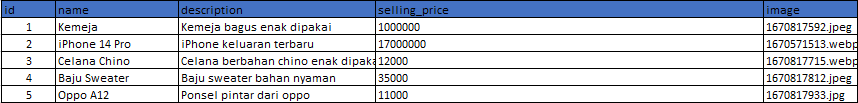 id name description selling_price image
1 Kemeja Kemeja bagus enak dipakai 1000000 1670817592.jpeg
2 iPhone 14 Pro iPhone keluaran terbaru 17000000 1670571513.webp
3 Celana Chino Celana berbahan chino enak dipaka 12000 1670817715.webp
4 Baju Sweater Baju sweater bahan nyaman 35000 1670817812.jpeg
5 Oppo A12 Ponsel pintar dari oppo 11000 1670817933.jpg